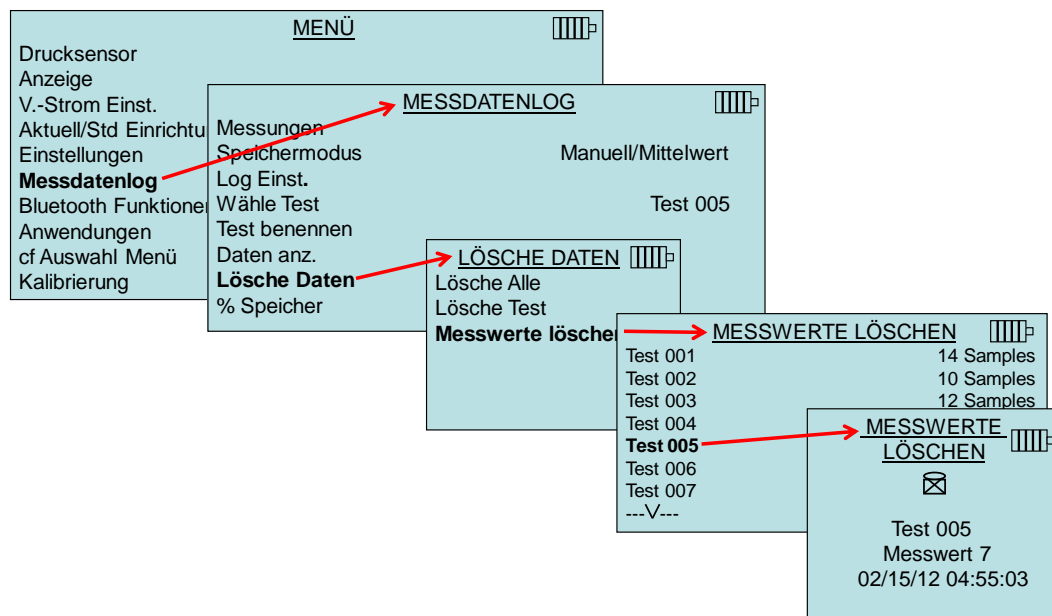 MENÜ
Drucksensor
Anzeige
V.-Strom Einst.
Aktuell/Std Einrichtu
Einstellungen
Messdatenlog
Bluetooth Funktione
Anwendungen
cf Auswahl Menü
Kalibrierung
MESSDATENLOG
Messungen
Speichermodus Manuell/Mittelwert
Log Einst.
Wähle Test Test 005
Test benennen
Daten anz.
Lösche Daten
% Speicher
LÖSCHE DATEN
Lösche Alle
Lösche Test
Messwerte lösche
MESSWERTE LÖSCHEN
Test 001 14 Samples
Test 002 10 Samples
Test 003 12 Samples
Test 004
Test 005
Test 006
Test 007
---V---
MESSWERTE
LÖSCHEN
Test 005
Messwert 7
02/15/12 04:55:03